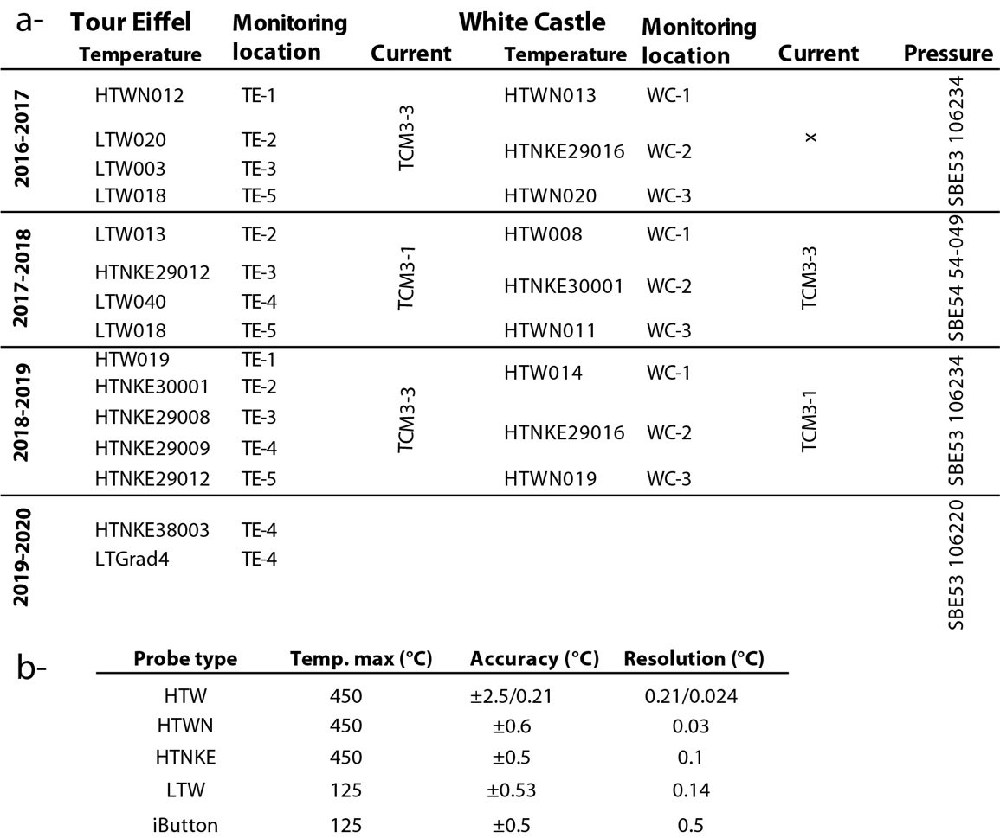 a- Tour Eiffel Monitoring location White Castle Monitoring location
Temperature Current Temperature Current Pressure
2016-2017
HTWN012 TE-1 TCM3-3 HTWN013 WC-1 x SBE53 106234
LTW020 TE-2 HTNKE29016 WC-2
LTW003 TE-3
LTW018 TE-5 HTWN020 WC-3
2017-2018
LTW013 TE-2 TCM3-1 HTW008 WC-1 TCM3-3 SBE54 54-049
HTNKE29012 TE-3 HTNKE30001 WC-2
LTW040 TE-4
LTW018 TE-5 HTWN011 WC-3
2018-2019
HTW019 TE-1 TCM3-3 HTW014 WC-1 TCM3-1 SBE53 106234
HTNKE30001 TE-2
HTNKE29008 TE-3 HTNKE29016 WC-2
HTNKE29009 TE-4
HTNKE29012 TE-5 HTWN019 WC-3
2019-2020
HTNKE38003 TE-4 SBE53 106220
LTGrad4 TE-4
b- Probe type Temp. max (°C) Accuracy (°C) Resolution (°C)
HTW 450 ±2.5/0.21 0.21/0.024
HTWN 450 ±0.6 0.03
HTNKE 450 ±0.5 0.1
LTW 125 ±0.53 0.14
iButton 125 ±0.5 0.5